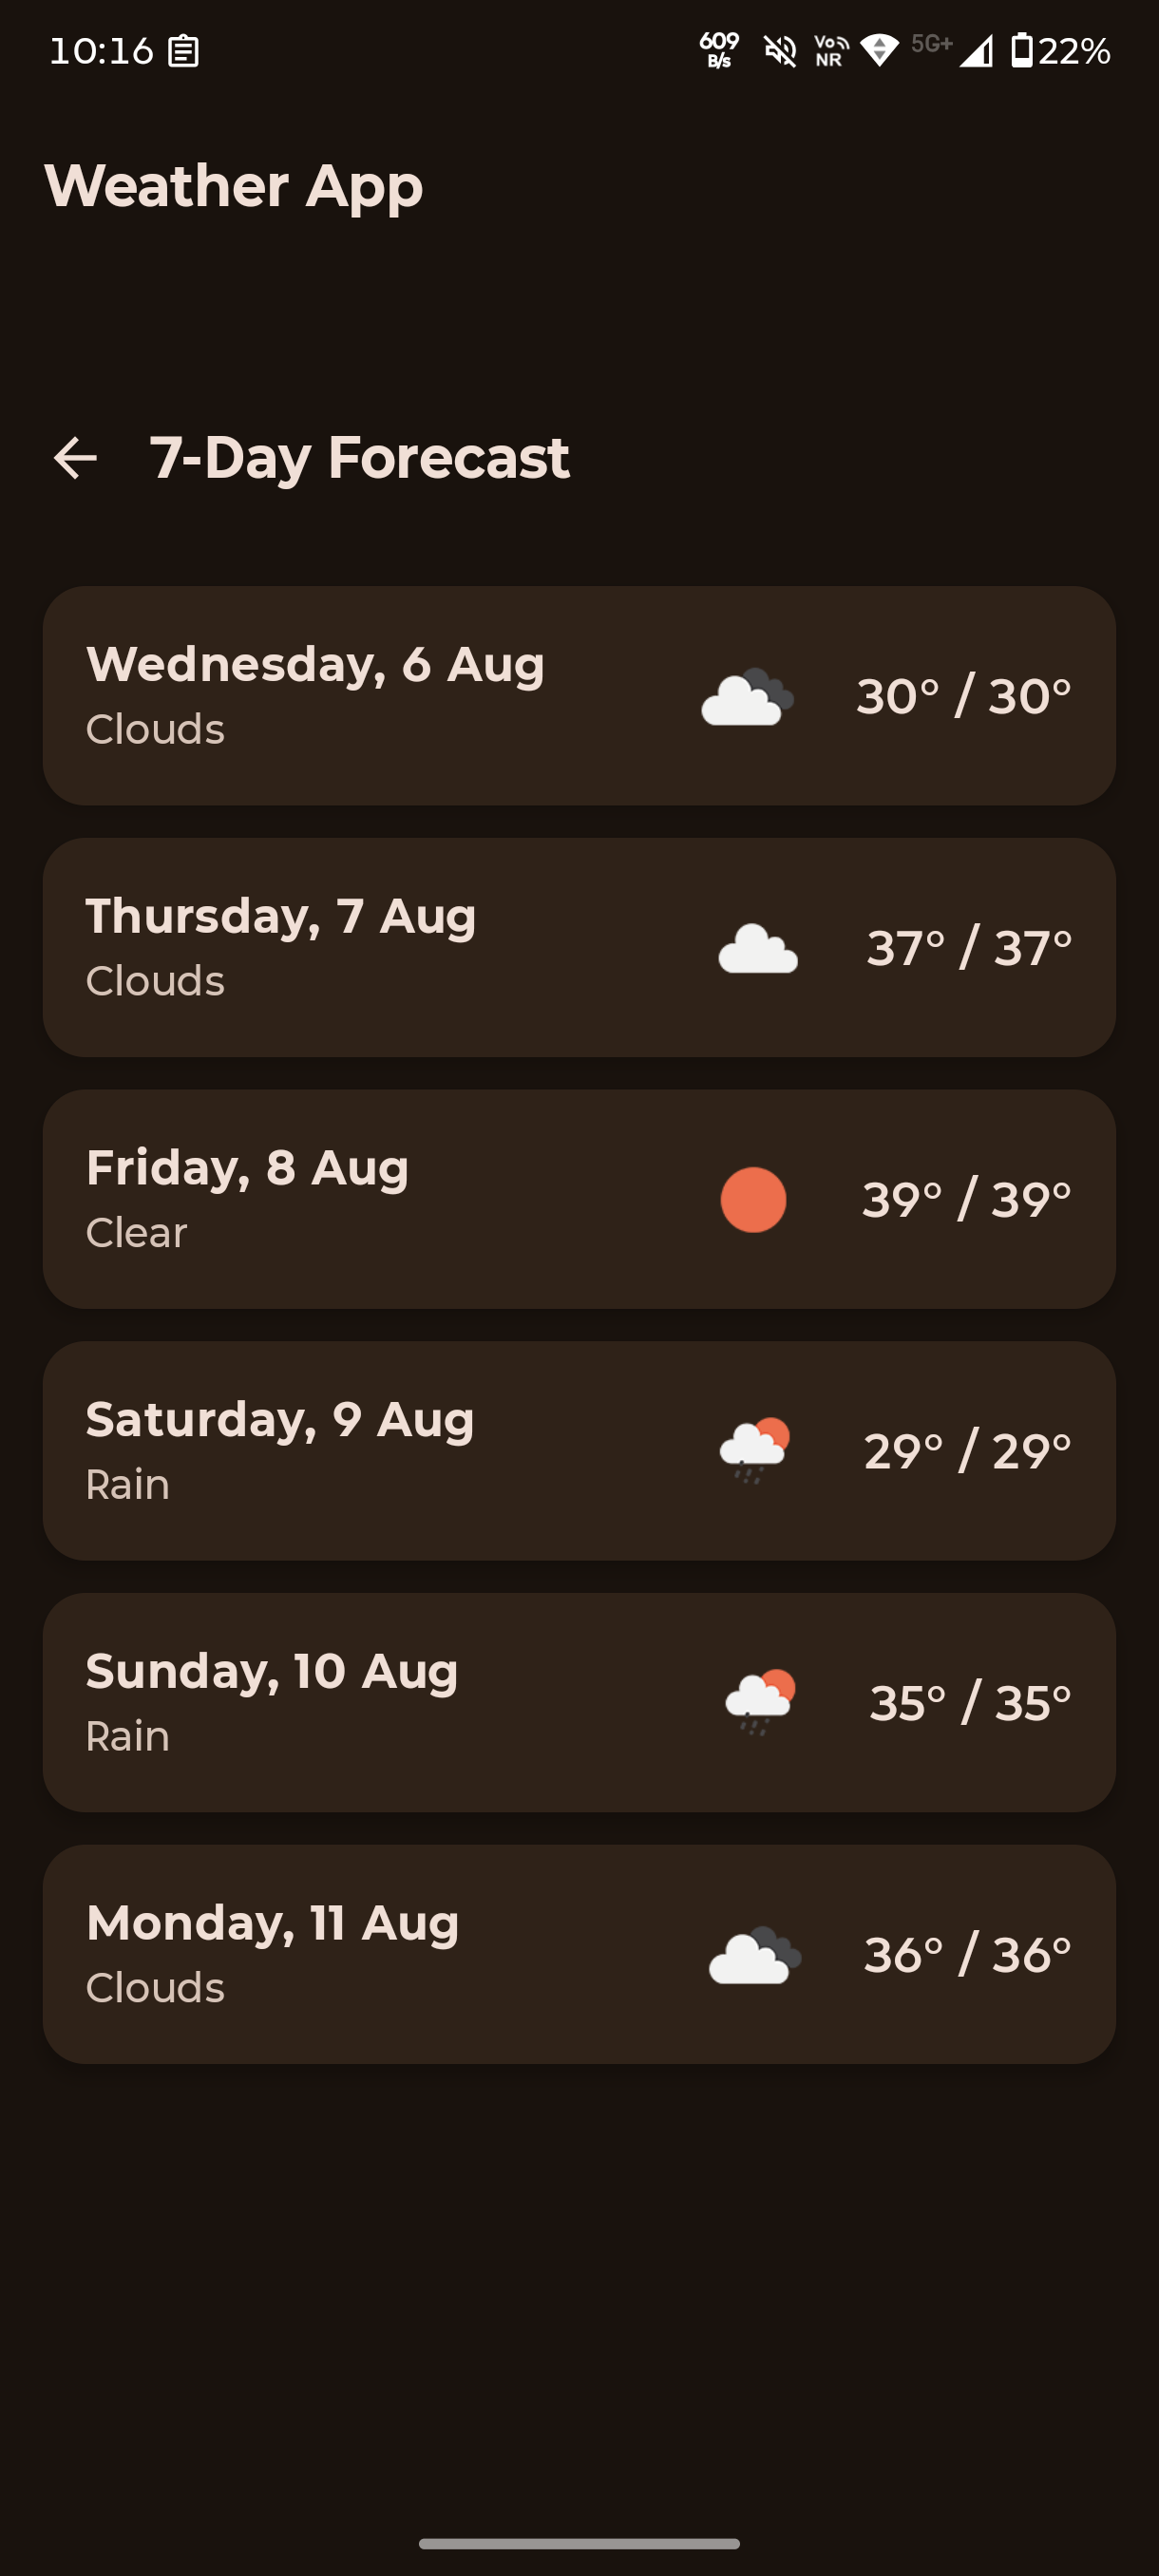 10:16 609 B/s Vo NR 5G+ 22%
Weather App
7-Day Forecast
Wednesday, 6 Aug
Clouds
30° / 30°
Thursday, 7 Aug
Clouds
37° / 37°
Friday, 8 Aug
Clear
39° / 39°
Saturday, 9 Aug
Rain
29° / 29°
Sunday, 10 Aug
Rain
35° / 35°
Monday, 11 Aug
Clouds
36° / 36°